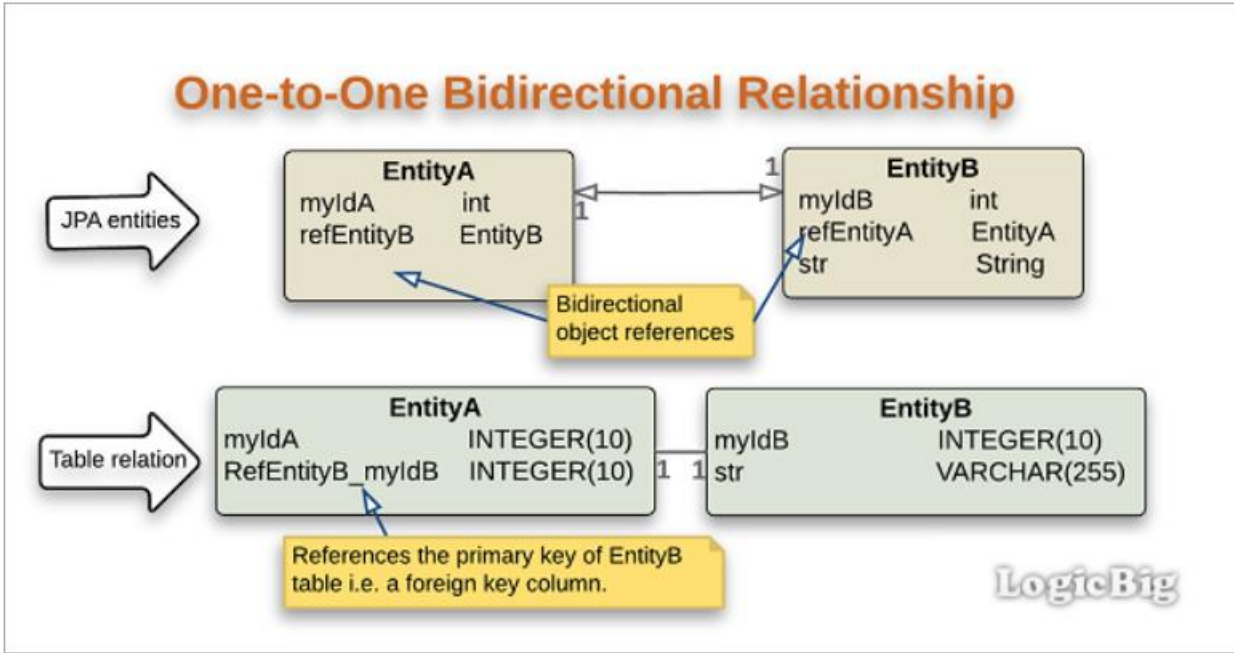 One-to-One Bidirectional Relationship
JPA entities
EntityA
myIdA int
refEntityB EntityB
1
1
EntityB
myIdB int
refEntityA EntityA
str String
Bidirectional
object references
Table relation
EntityA
myIdA INTEGER(10)
RefEntityB_myIdB INTEGER(10)
1 1
EntityB
myIdB INTEGER(10)
str VARCHAR(255)
References the primary key of EntityB
table i.e. a foreign key column.
LogicBig